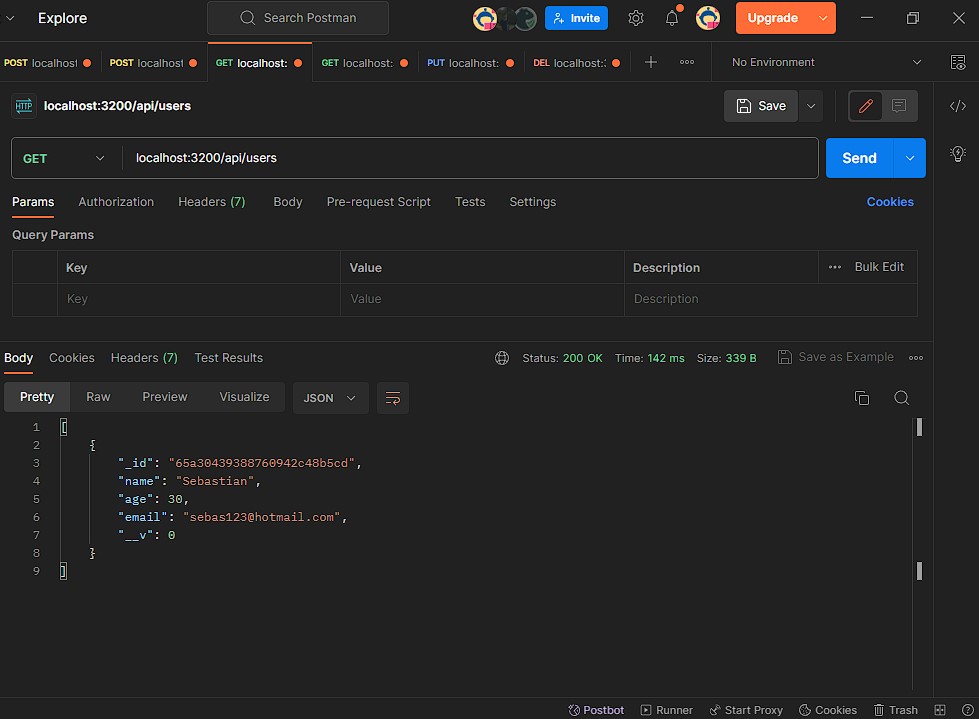 Explore
Search Postman
Invite
Upgrade
POST localhost
POST localhost
GET localhost:
GET localhost:
PUT localhost:
DEL localhost:
No Environment
HTTP localhost:3200/api/users
Save
GET
localhost:3200/api/users
Send
Params Authorization Headers (7) Body Pre-request Script Tests Settings Cookies
Query Params
Key Value Description Bulk Edit
Key Value Description
Body Cookies Headers (7) Test Results
Status: 200 OK Time: 142 ms Size: 339 B Save as Example
Pretty Raw Preview Visualize JSON
1 [
2 {
3 "_id": "65a30439388760942c48b5cd",
4 "name": "Sebastian",
5 "age": 30,
6 "email": "sebas123@hotmail.com",
7 "__v": 0
8 }
9 ]
Postbot Runner Start Proxy Cookies Trash